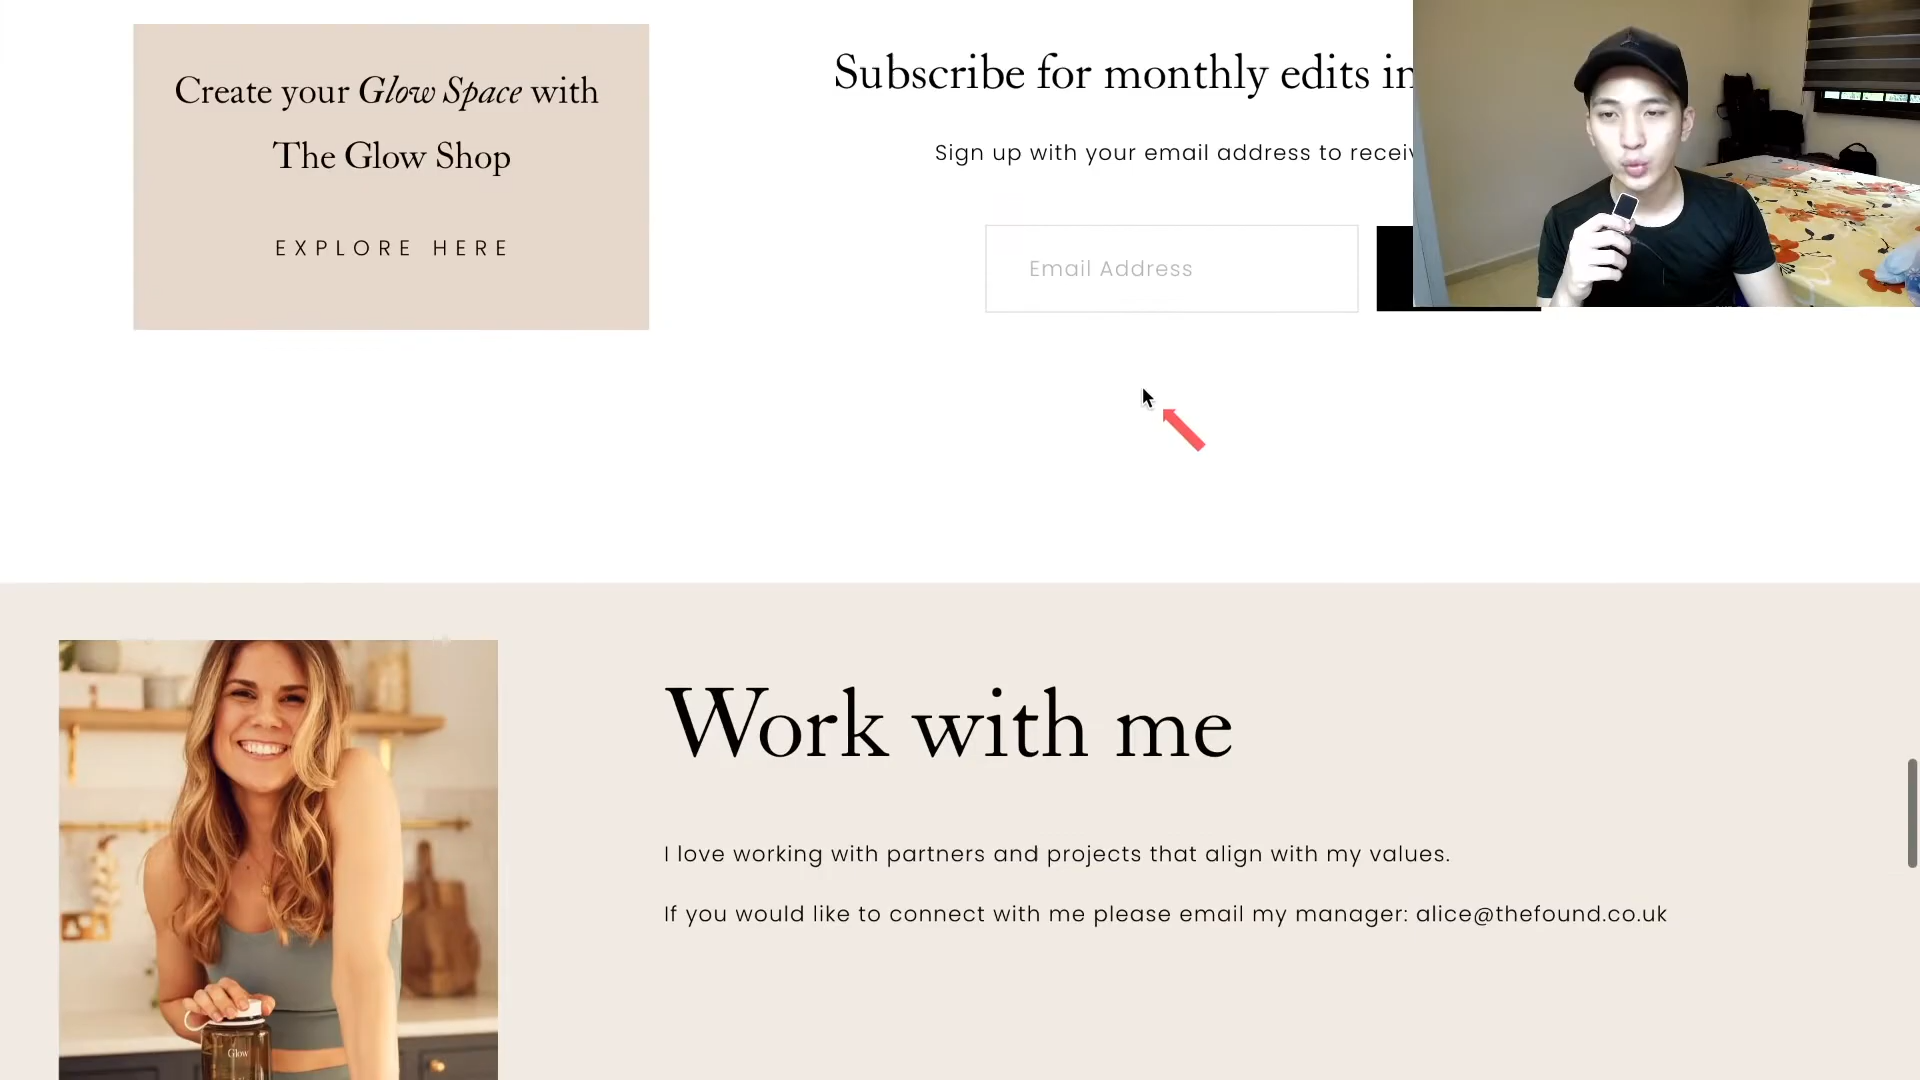 Create your Glow Space with
The Glow Shop
EXPLORE HERE
Subscribe for monthly edits in
Sign up with your email address to receiv
Email Address
Work with me
I love working with partners and projects that align with my values.
If you would like to connect with me please email my manager: alice@thefound.co.uk
Glow